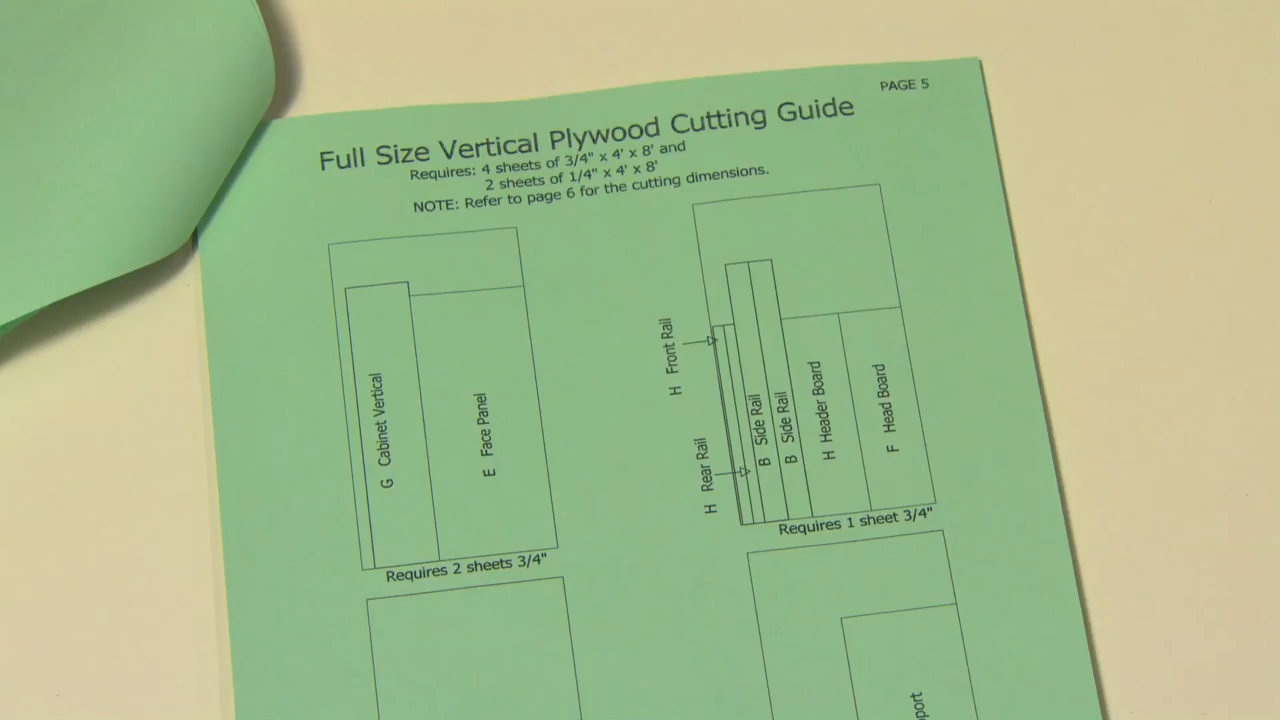 PAGE 5
Full Size Vertical Plywood Cutting Guide
Requires: 4 sheets of 3/4" x 4' x 8' and
2 sheets of 1/4" x 4' x 8'
NOTE: Refer to page 6 for the cutting dimensions.
G Cabinet Vertical
E Face Panel
Requires 2 sheets 3/4"
H Front Rail
H Rear Rail
B Side Rail
B Side Rail
H Header Board
F Head Board
Requires 1 sheet 3/4"